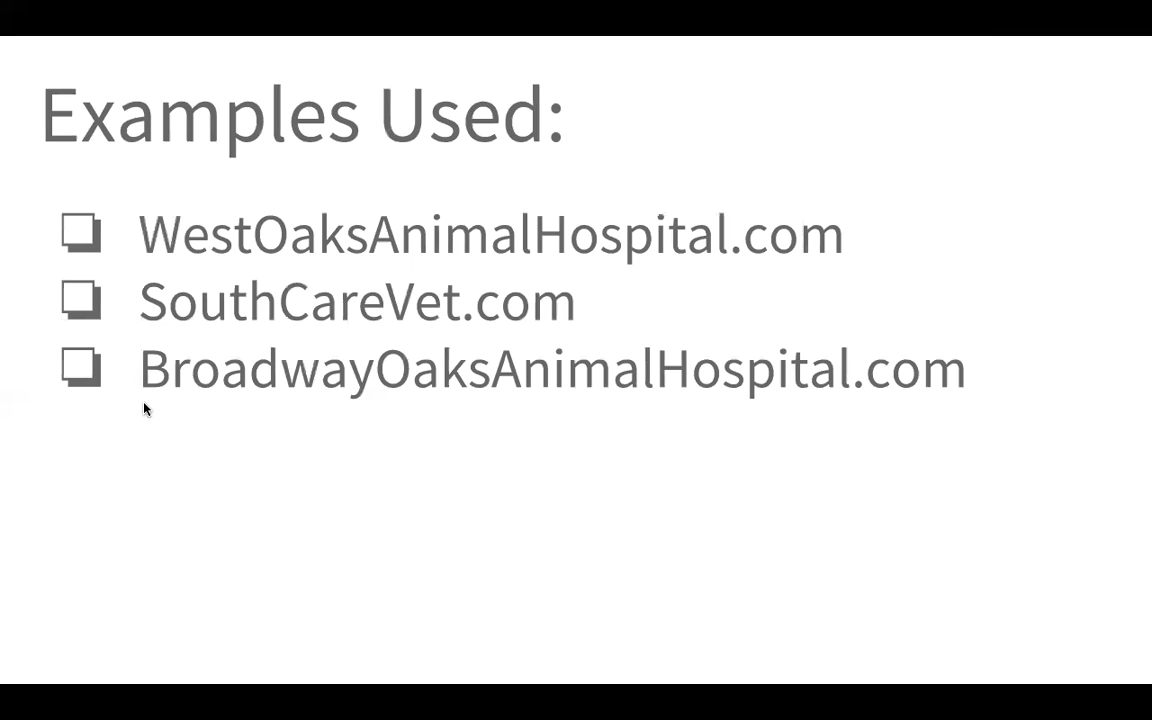 Examples Used:
❏ WestOaksAnimalHospital.com
❏ SouthCareVet.com
❏ BroadwayOaksAnimalHospital.com